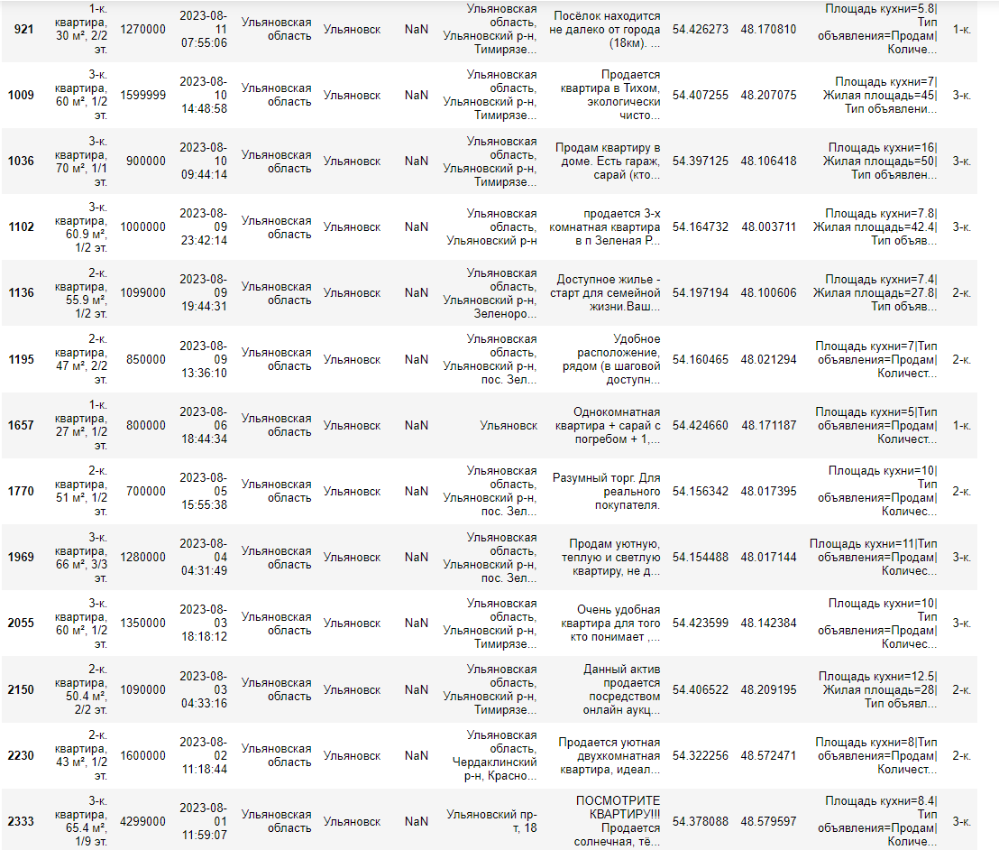 921 1-к. квартира, 30 м², 2/2 эт. 1270000 2023-08-11 07:55:06 Ульяновская область Ульяновск NaN Ульяновская область, Ульяновский р-н, Тимирязе... Посёлок находится не далеко от города (18км). ... 54.426273 48.170810 Площадь кухни=5.8|Тип объявления=Продам|Количе... 1-к.
1009 3-к. квартира, 60 м², 1/2 эт. 1599999 2023-08-10 14:48:58 Ульяновская область Ульяновск NaN Ульяновская область, Ульяновский р-н, Тимирязе... Продается квартира в Тихом, экологически чисто... 54.407255 48.207075 Площадь кухни=7|Жилая площадь=45|Тип объявлени... 3-к.
1036 3-к. квартира, 70 м², 1/1 эт. 900000 2023-08-10 09:44:14 Ульяновская область Ульяновск NaN Ульяновская область, Ульяновский р-н, Тимирязе... Продам квартиру в доме. Есть гараж, сарай (кто... 54.397125 48.106418 Площадь кухни=16|Жилая площадь=50|Тип объявлен... 3-к.
1102 3-к. квартира, 60.9 м², 1/2 эт. 1000000 2023-08-09 23:42:14 Ульяновская область Ульяновск NaN Ульяновская область, Ульяновский р-н продается 3-х комнатная квартира в п Зеленая Р... 54.164732 48.003711 Площадь кухни=7.8|Жилая площадь=42.4|Тип объяв... 3-к.
1136 2-к. квартира, 55.9 м², 1/2 эт. 1099000 2023-08-09 19:44:31 Ульяновская область Ульяновск NaN Ульяновская область, Ульяновский р-н, Зеленоро... Доступное жилье - старт для семейной жизни.Ваш... 54.197194 48.100606 Площадь кухни=7.4|Жилая площадь=27.8|Тип объяв... 2-к.
1195 2-к. квартира, 47 м², 2/2 эт. 850000 2023-08-09 13:36:10 Ульяновская область Ульяновск NaN Ульяновская область, Ульяновский р-н, пос. Зел... Удобное расположение, рядом (в шаговой доступн... 54.160465 48.021294 Площадь кухни=7|Тип объявления=Продам|Количест... 2-к.
1657 1-к. квартира, 27 м², 1/2 эт. 800000 2023-08-06 18:44:34 Ульяновская область Ульяновск NaN Ульяновск Однокомнатная квартира + сарай с погребом + 1,... 54.424660 48.171187 Площадь кухни=5|Тип объявления=Продам|Количест... 1-к.
1770 2-к. квартира, 51 м², 1/2 эт. 700000 2023-08-05 15:55:38 Ульяновская область Ульяновск NaN Ульяновская область, Ульяновский р-н, пос. Зел... Разумный торг. Для реального покупателя. 54.156342 48.017395 Площадь кухни=10|Тип объявления=Продам|Количес... 2-к.
1969 3-к. квартира, 66 м², 3/3 эт. 1280000 2023-08-04 04:31:49 Ульяновская область Ульяновск NaN Ульяновская область, Ульяновский р-н, пос. Зел... Продам уютную, теплую и светлую квартиру, не д... 54.154488 48.017144 Площадь кухни=11|Тип объявления=Продам|Количес... 3-к.
2055 3-к. квартира, 60 м², 1/2 эт. 1350000 2023-08-03 18:18:12 Ульяновская область Ульяновск NaN Ульяновская область, Ульяновский р-н, Тимирязе... Очень удобная квартира для того кто понимает ,... 54.423599 48.142384 Площадь кухни=10|Тип объявления=Продам|Количес... 3-к.
2150 2-к. квартира, 50.4 м², 2/2 эт. 1090000 2023-08-03 04:33:16 Ульяновская область Ульяновск NaN Ульяновская область, Ульяновский р-н, Тимирязе... Данный актив продается посредством онлайн аукц... 54.406522 48.209195 Площадь кухни=12.5|Жилая площадь=28|Тип объявл... 2-к.
2230 2-к. квартира, 43 м², 1/2 эт. 1600000 2023-08-02 11:18:44 Ульяновская область Ульяновск NaN Ульяновская область, Чердаклинский р-н, Красно... Продается уютная двухкомнатная квартира, идеал... 54.322256 48.572471 Площадь кухни=8|Тип объявления=Продам|Количест... 2-к.
2333 3-к. квартира, 65.4 м², 1/9 эт. 4299000 2023-08-01 11:59:07 Ульяновская область Ульяновск NaN Ульяновский пр-т, 18 ПОСМОТРИТЕ КВАРТИРУ!!! Продается солнечная, тё... 54.378088 48.579597 Площадь кухни=8.4|Тип объявления=Продам|Количе... 3-к.